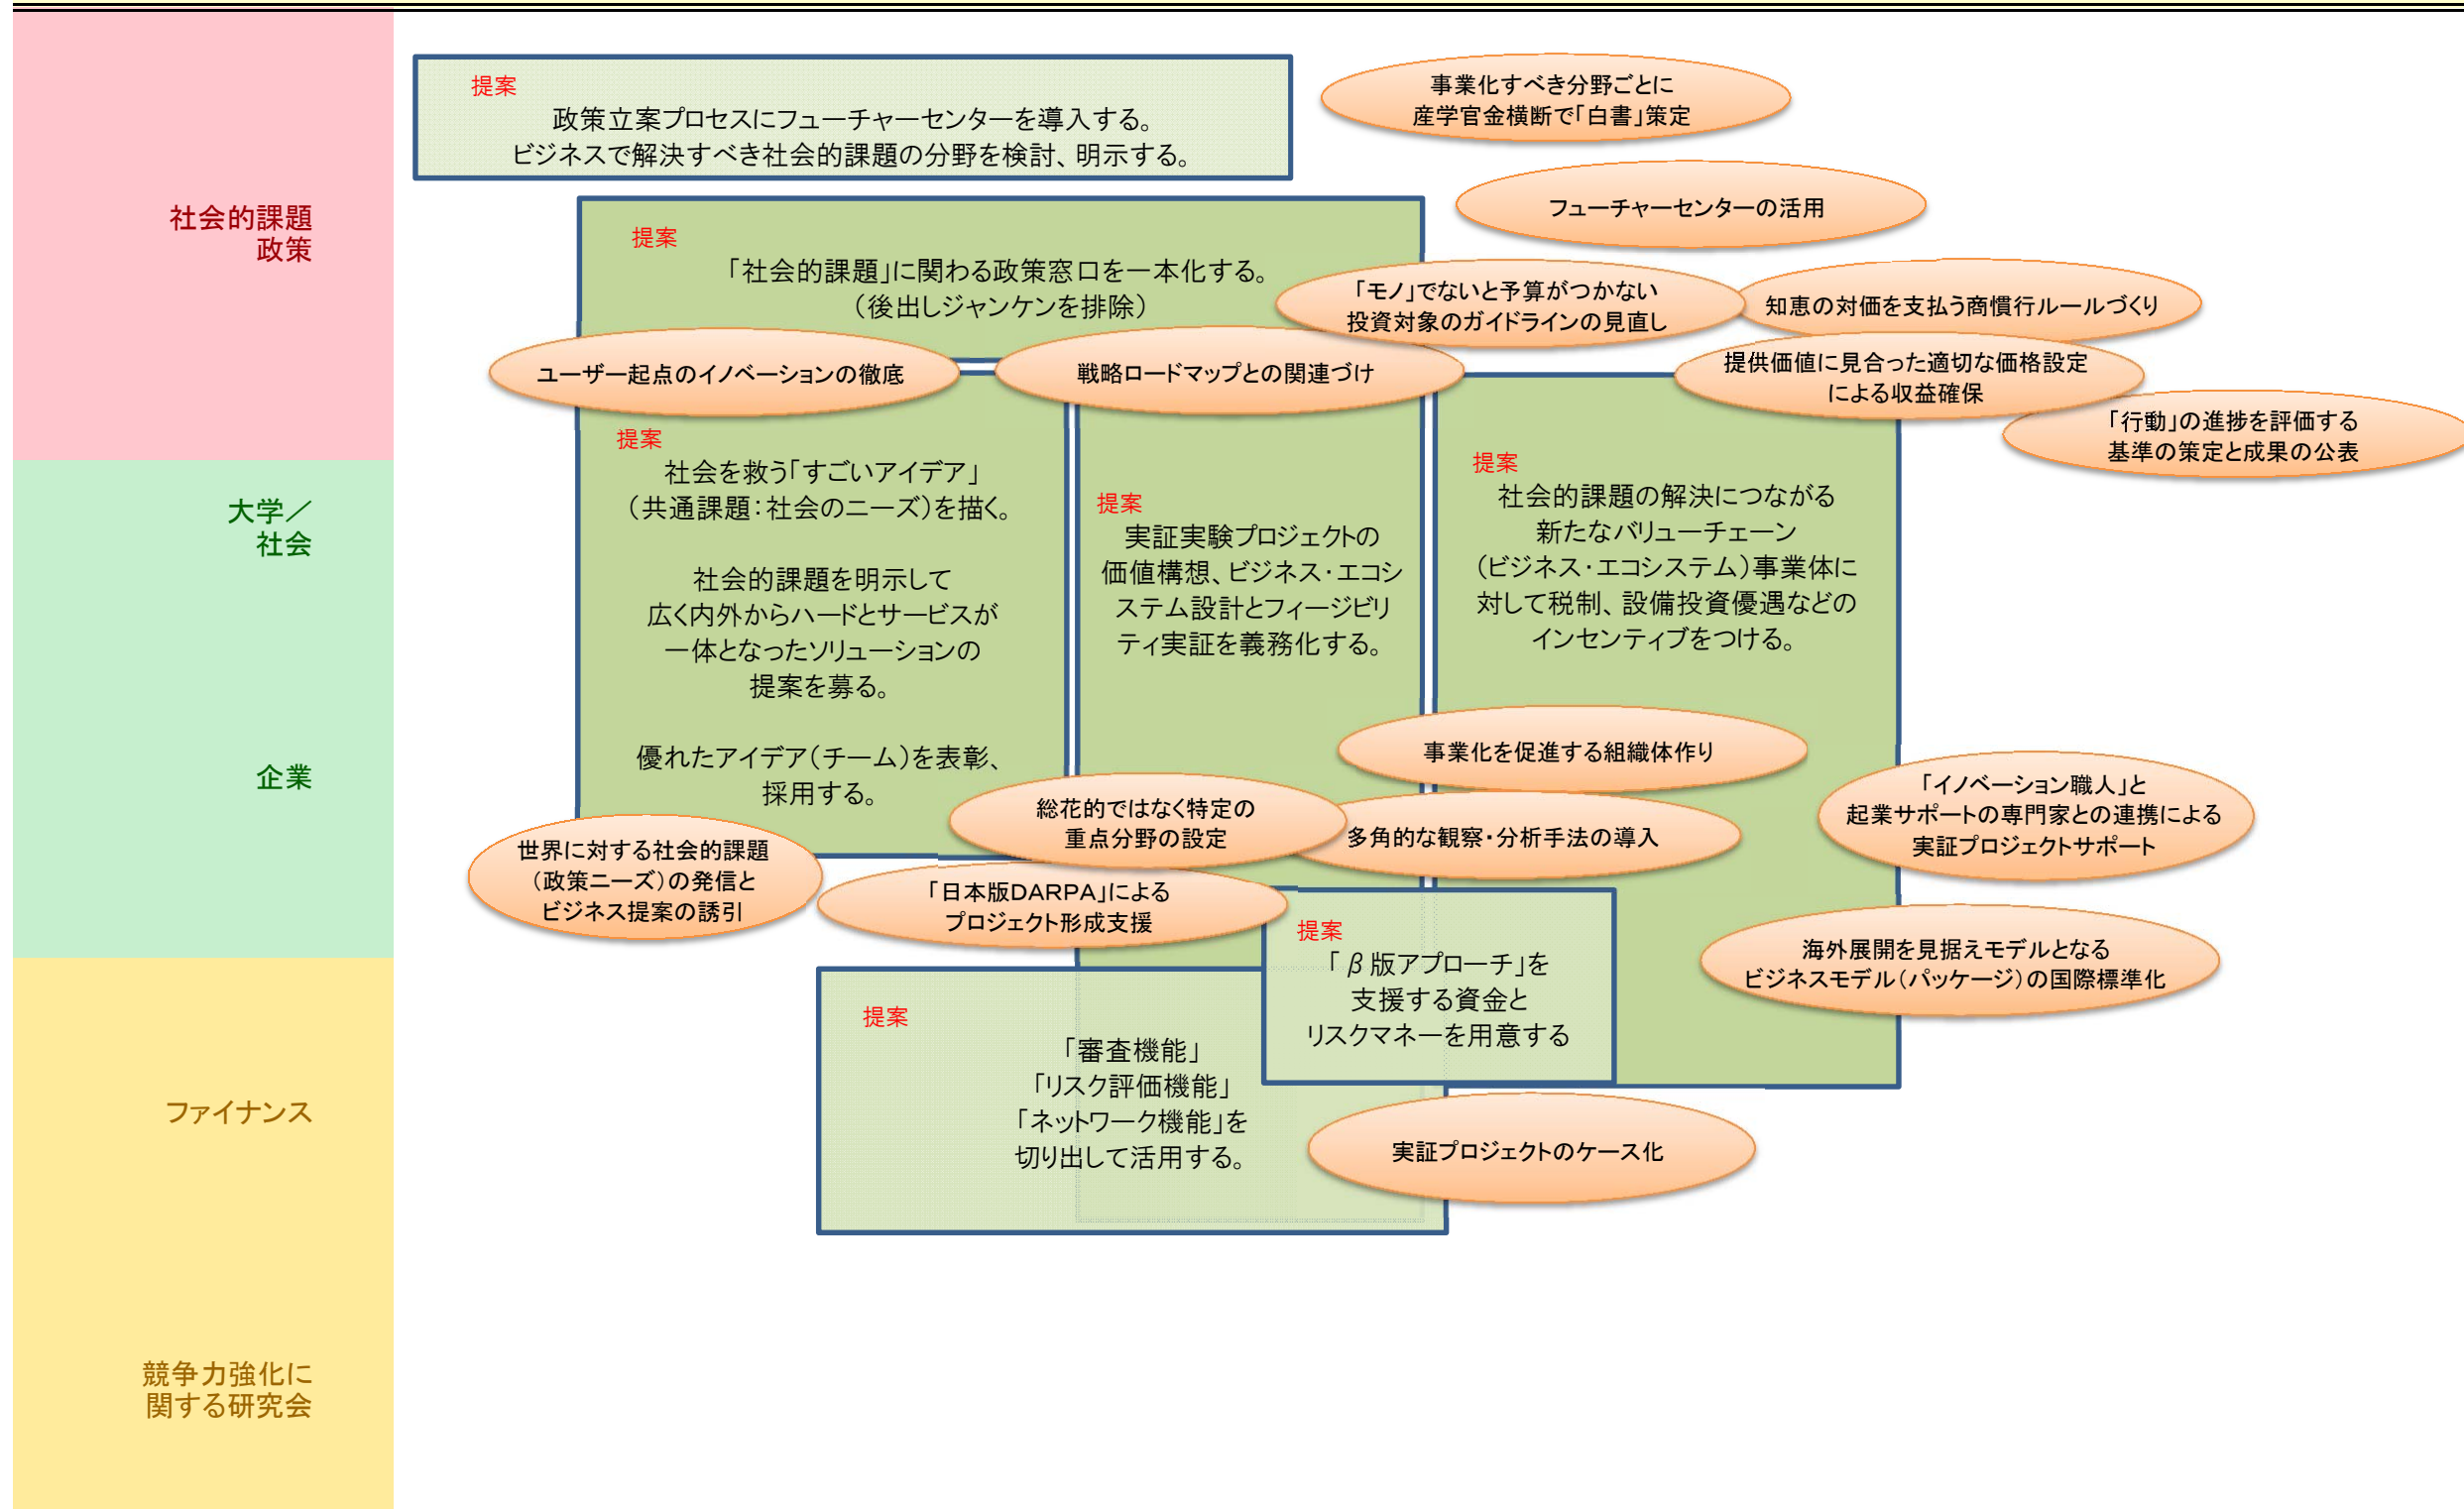 社会的課題
政策
大学／
社会
企業
ファイナンス
競争力強化に
関する研究会
提案
政策立案プロセスにフューチャーセンターを導入する。
ビジネスで解決すべき社会的課題の分野を検討、明示する。
事業化すべき分野ごとに
産学官金横断で「白書」策定
フューチャーセンターの活用
提案
「社会的課題」に関わる政策窓口を一本化する。
（後出しジャンケンを排除）
「モノ」でないと予算がつかない
投資対象のガイドラインの見直し
知恵の対価を支払う商慣行ルールづくり
ユーザー起点のイノベーションの徹底
戦略ロードマップとの関連づけ
提供価値に見合った適切な価格設定
による収益確保
「行動」の進捗を評価する
基準の策定と成果の公表
提案
社会を救う「すごいアイデア」
（共通課題：社会のニーズ）を描く。
社会的課題を明示して
広く内外からハードとサービスが
一体となったソリューションの
提案を募る。
優れたアイデア（チーム）を表彰、
採用する。
提案
実証実験プロジェクトの
価値構想、ビジネス・エコシ
ステム設計とフィージビリ
ティ実証を義務化する。
提案
社会的課題の解決につながる
新たなバリューチェーン
（ビジネス・エコシステム）事業体に
対して税制、設備投資優遇などの
インセンティブをつける。
事業化を促進する組織体作り
総花的ではなく特定の
重点分野の設定
多角的な観察・分析手法の導入
「イノベーション職人」と
起業サポートの専門家との連携による
実証プロジェクトサポート
世界に対する社会的課題
（政策ニーズ）の発信と
ビジネス提案の誘引
「日本版DARPA」による
プロジェクト形成支援
提案
「β版アプローチ」を
支援する資金と
リスクマネーを用意する
海外展開を見据えモデルとなる
ビジネスモデル（パッケージ）の国際標準化
提案
「審査機能」
「リスク評価機能」
「ネットワーク機能」を
切り出して活用する。
実証プロジェクトのケース化